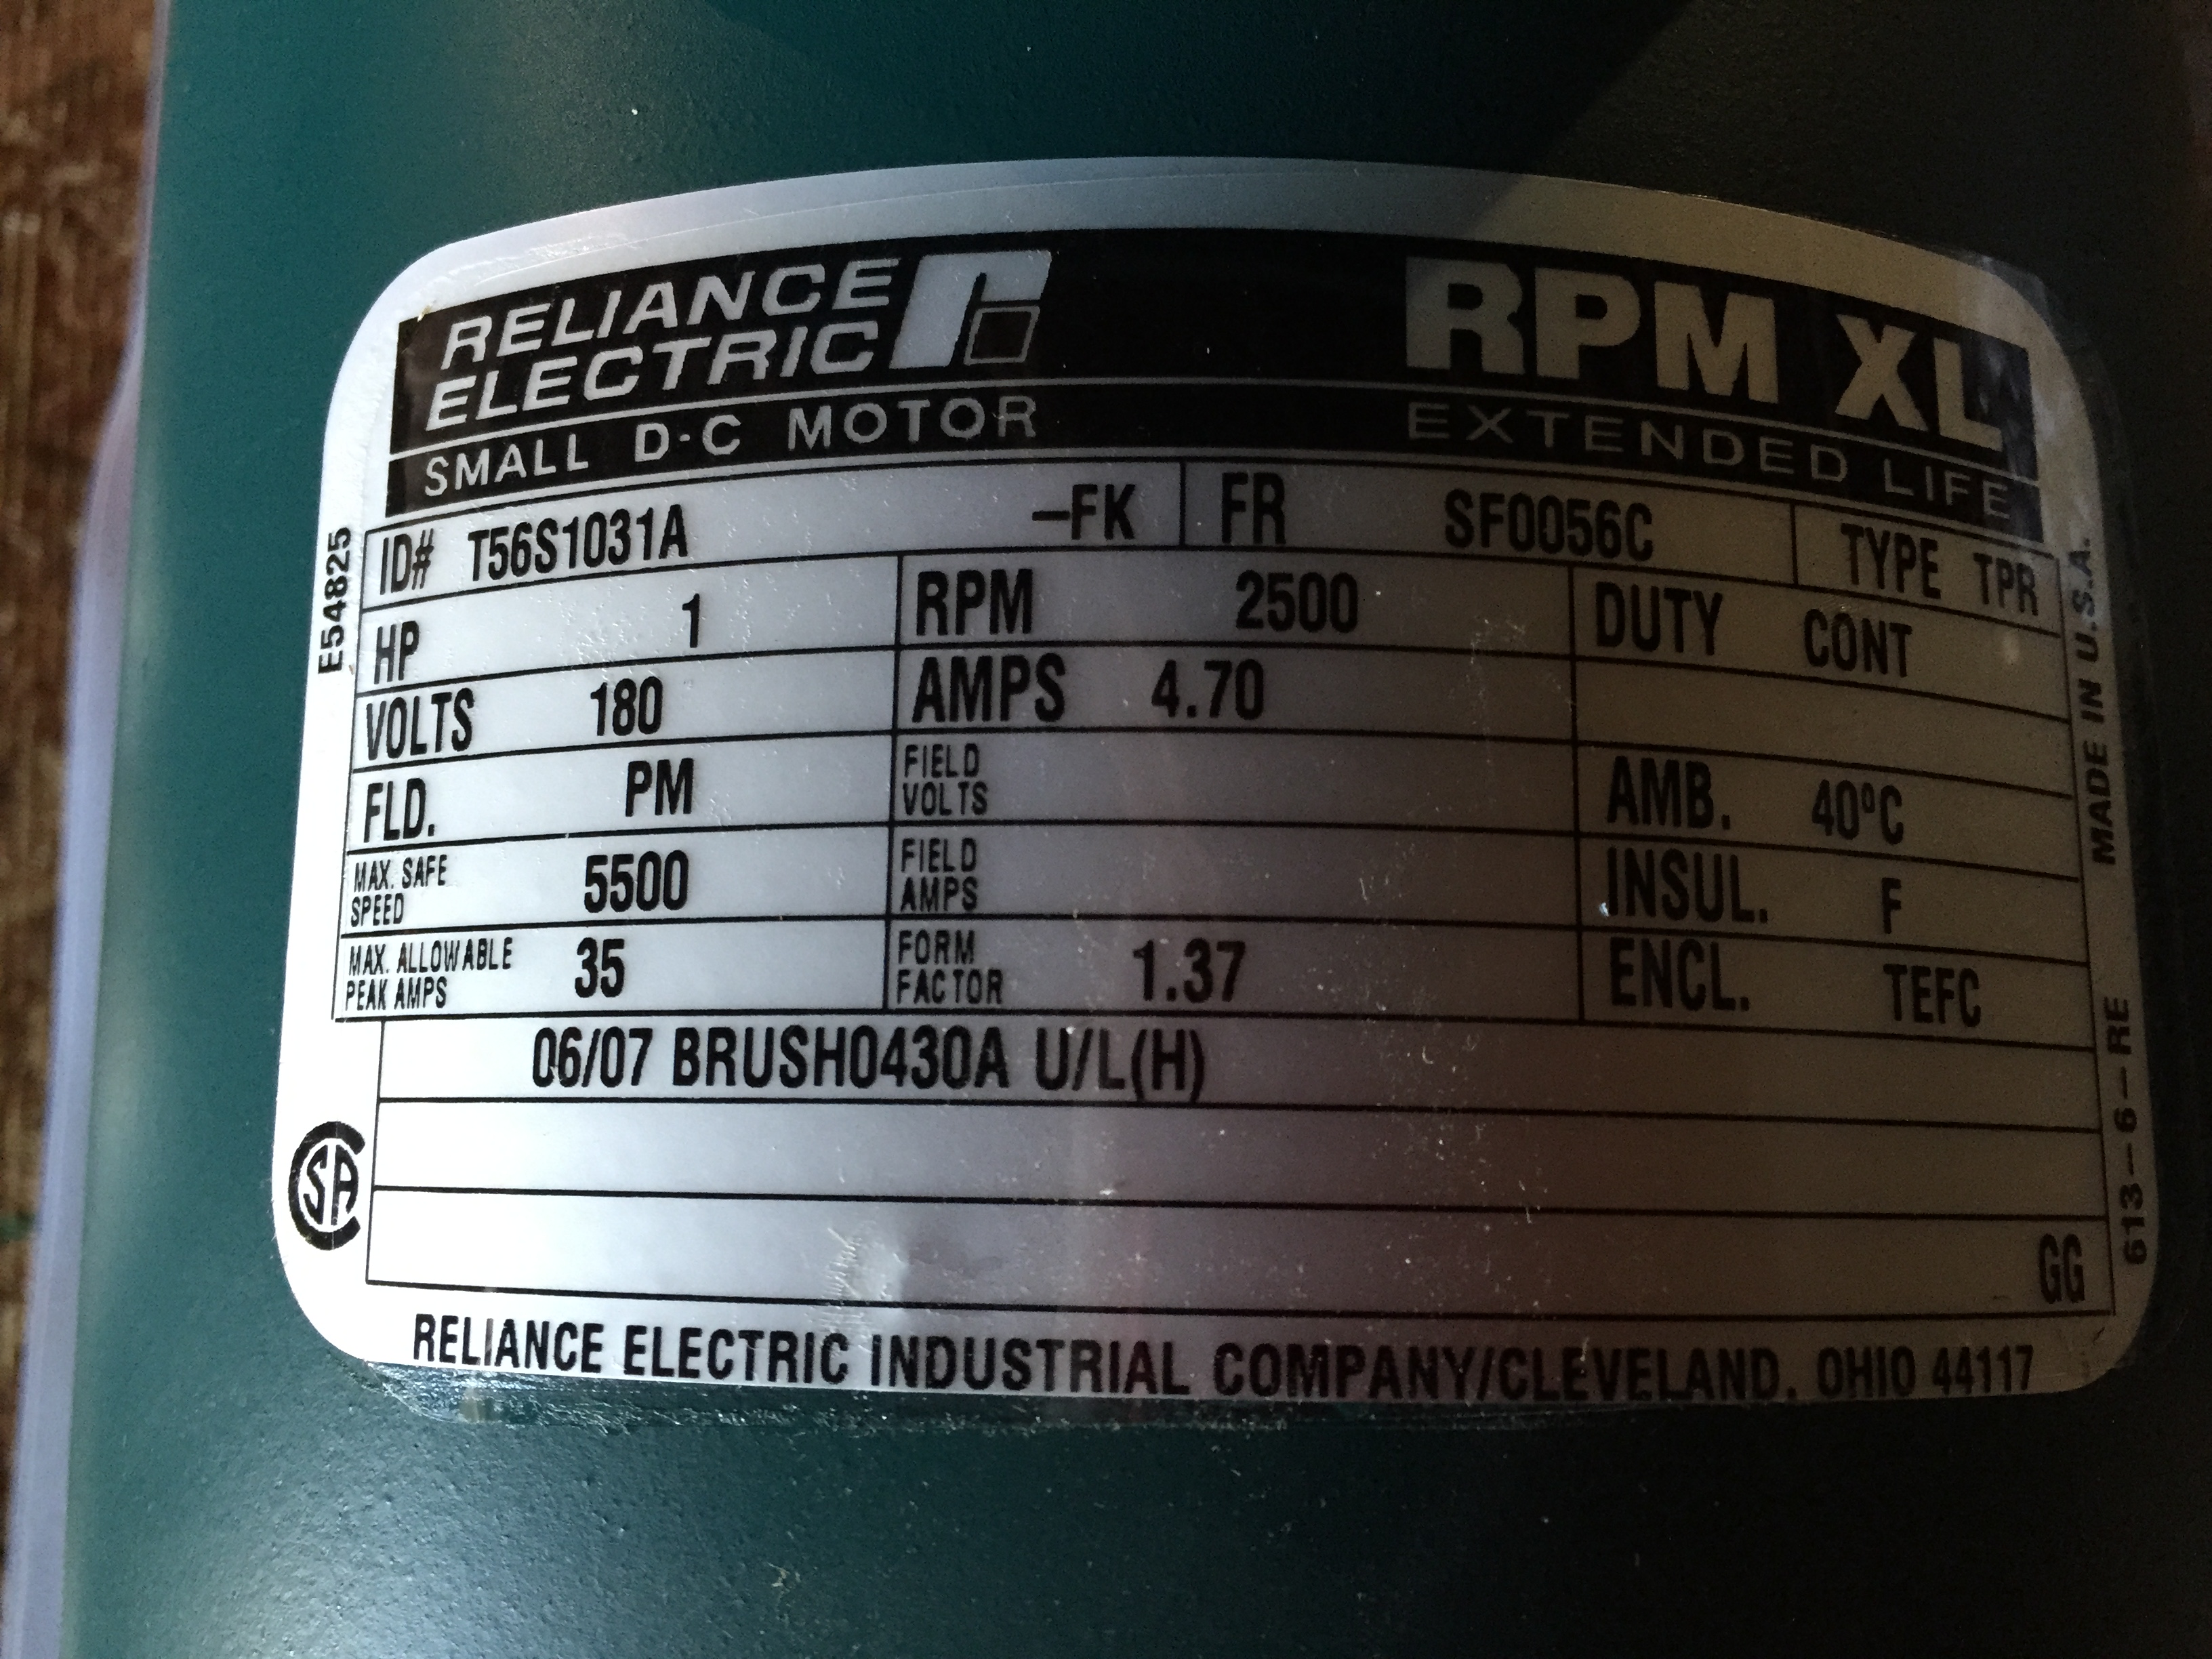 RELIANCE
ELECTRIC
RPM XL
SMALL D-C MOTOR
EXTENDED LIFE
E54825
ID# T56S1031A -FK FR SF0056C TYPE TPR
HP 1 RPM 2500 DUTY CONT
VOLTS 180 AMPS 4.70
FLD. PM FIELD VOLTS AMB. 40ºC
MAX. SAFE SPEED 5500 FIELD AMPS INSUL. F
MAX. ALLOWABLE PEAK AMPS 35 FORM FACTOR 1.37 ENCL. TEFC
06/07 BRUSH0430A U/L(H)
GG
SA
MADE IN U.S.A.
613-6-RE
RELIANCE ELECTRIC INDUSTRIAL COMPANY/CLEVELAND, OHIO 44117